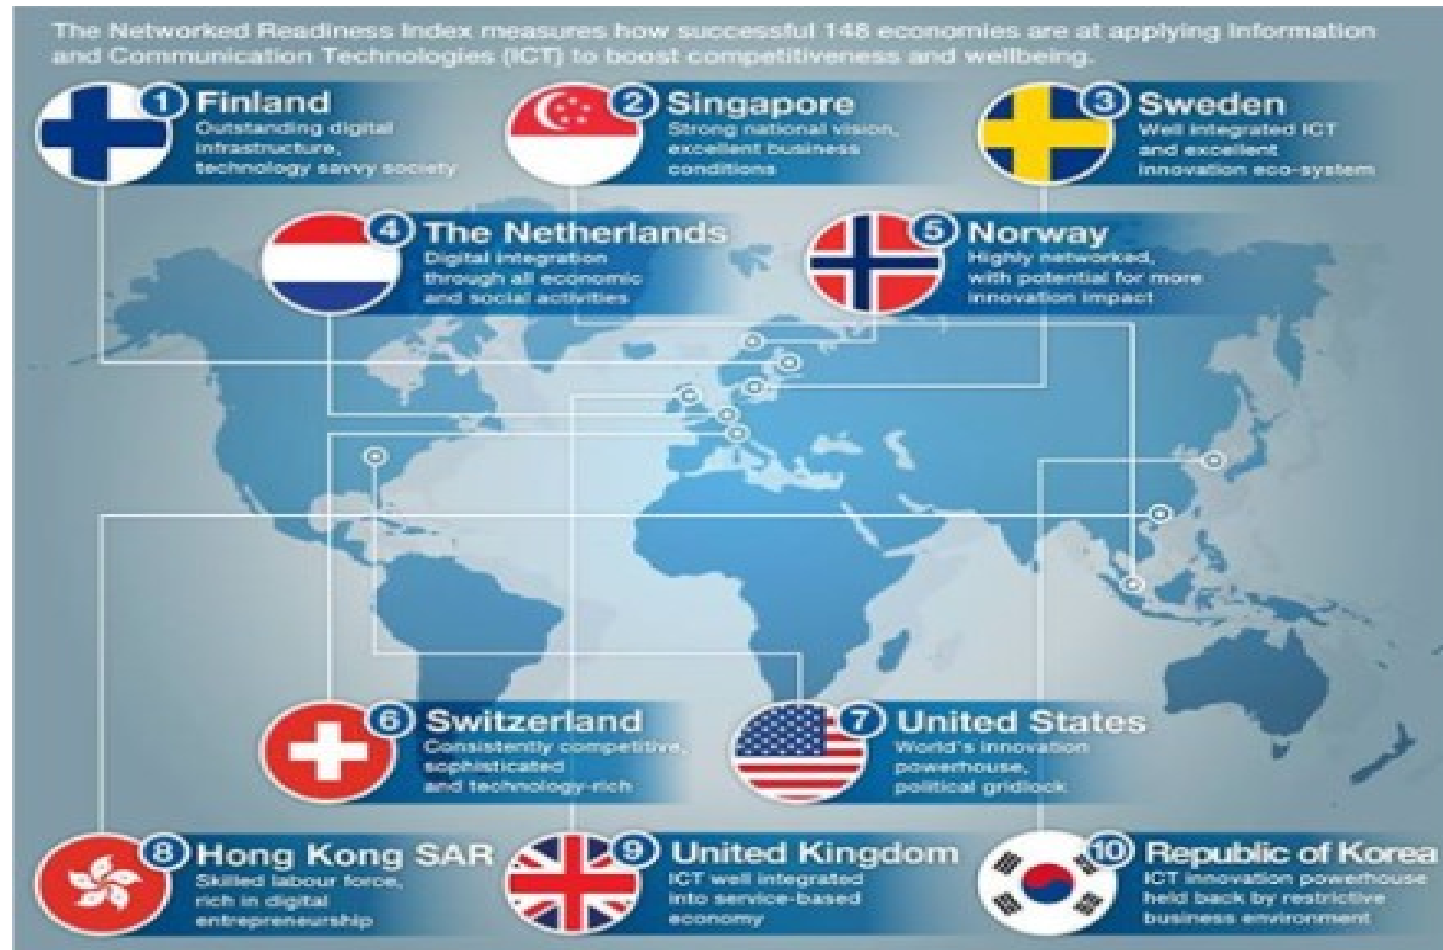 The Networked Readiness Index measures how successful 148 economies are at applying Information
and Communication Technologies (ICT) to boost competitiveness and wellbeing.
1 Finland
Outstanding digital
infrastructure,
technology savvy society
2 Singapore
Strong national vision,
excellent business
conditions
3 Sweden
Well integrated ICT
and excellent
innovation eco-system
4 The Netherlands
Digital integration
through all economic
and social activities
5 Norway
Highly networked,
with potential for more
innovation impact
6 Switzerland
Consistently competitive,
sophisticated
and technology-rich
7 United States
World's innovation
powerhouse,
political gridlock
8 Hong Kong SAR
Skilled labour force,
rich in digital
entrepreneurship
9 United Kingdom
ICT well integrated
into service-based
economy
10 Republic of Korea
ICT innovation powerhouse
held back by restrictive
business environment